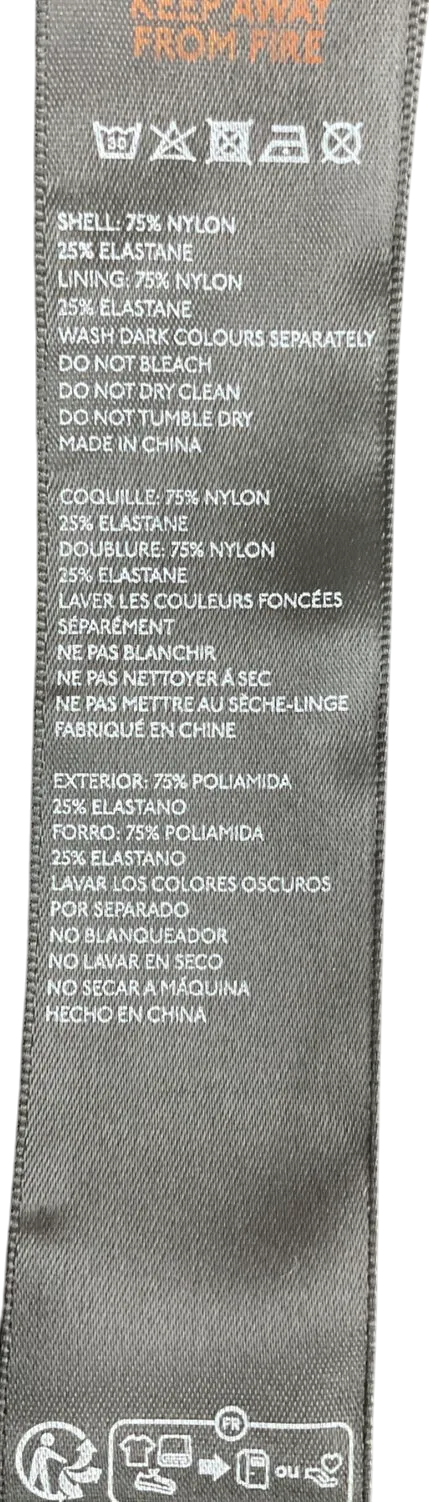 KEEP AWAY
FROM FIRE
30
SHELL: 75% NYLON
25% ELASTANE
LINING: 75% NYLON
25% ELASTANE
WASH DARK COLOURS SEPARATELY
DO NOT BLEACH
DO NOT DRY CLEAN
DO NOT TUMBLE DRY
MADE IN CHINA
COQUILLE: 75% NYLON
25% ELASTANE
DOUBLURE: 75% NYLON
25% ELASTANE
LAVER LES COULEURS FONCÉES
SÉPARÉMENT
NE PAS BLANCHIR
NE PAS NETTOYER Á SEC
NE PAS METTRE AU SÈCHE-LINGE
FABRIQUÉ EN CHINE
EXTERIOR: 75% POLIAMIDA
25% ELASTANO
FORRO: 75% POLIAMIDA
25% ELASTANO
LAVAR LOS COLORES OSCUROS
POR SEPARADO
NO BLANQUEADOR
NO LAVAR EN SECO
NO SECAR A MÁQUINA
HECHO EN CHINA
FR
ou